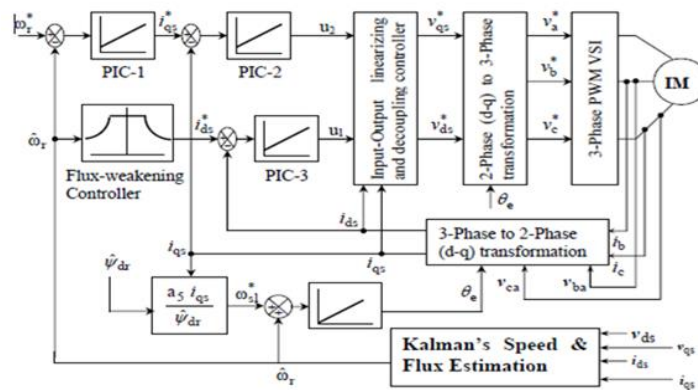 ω_r^*
i_qs^*
PIC-1
PIC-2
u_2
v_qs^*
v_a^*
v_b^*
v_c^*
IM
Input-Output linearizing
and decoupling controller
2-Phase (d-q) to 3-Phase
transformation
3-Phase PWM VSI
ω̂_r
Flux-weakening
Controller
i_ds^*
PIC-3
u_1
v_ds^*
θ_e
i_ds
i_qs
i_qs
3-Phase to 2-Phase
(d-q) transformation
i_b
i_c
ψ̂_dr
a_5 i_qs
ψ̂_dr
ω_sl^*
θ_e
v_ca
v_ba
ω̂_r
Kalman's Speed &
Flux Estimation
v_ds
v_qs
i_ds
i_qs